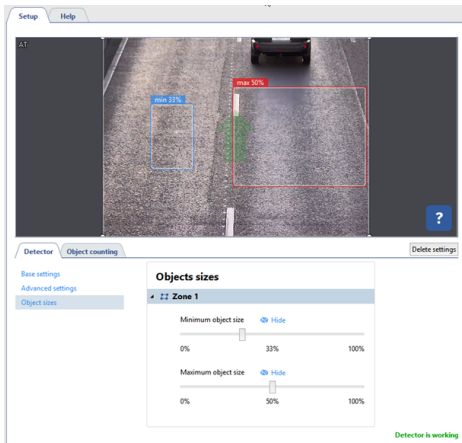 Setup Help
AT
max 50%
min 33%
?
Detector Object counting Delete settings
Base settings
Advanced settings
Object sizes
Objects sizes
Zone 1
Minimum object size Hide
0% 33% 100%
Maximum object size Hide
0% 50% 100%
Detector is working